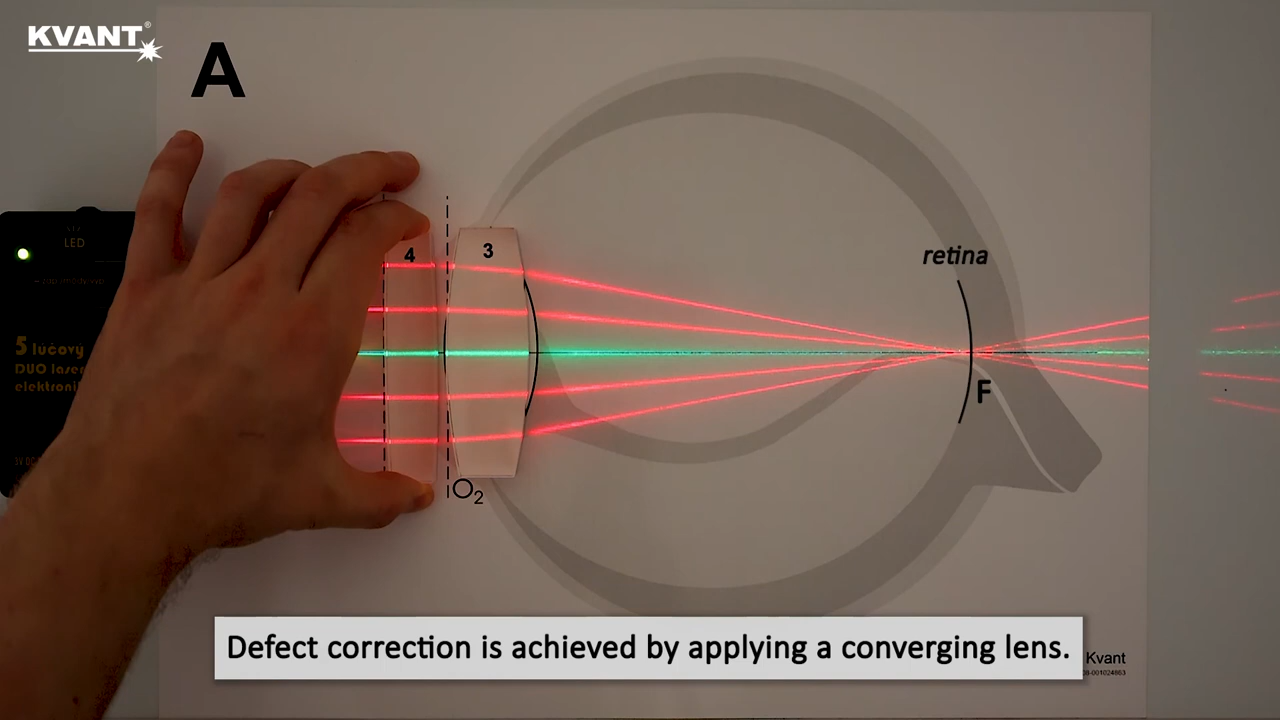 KVANT®
A
LED
4
3
retina
5 lúčový
DUO laser
F
O₂
Defect correction is achieved by applying a converging lens.
Kvant